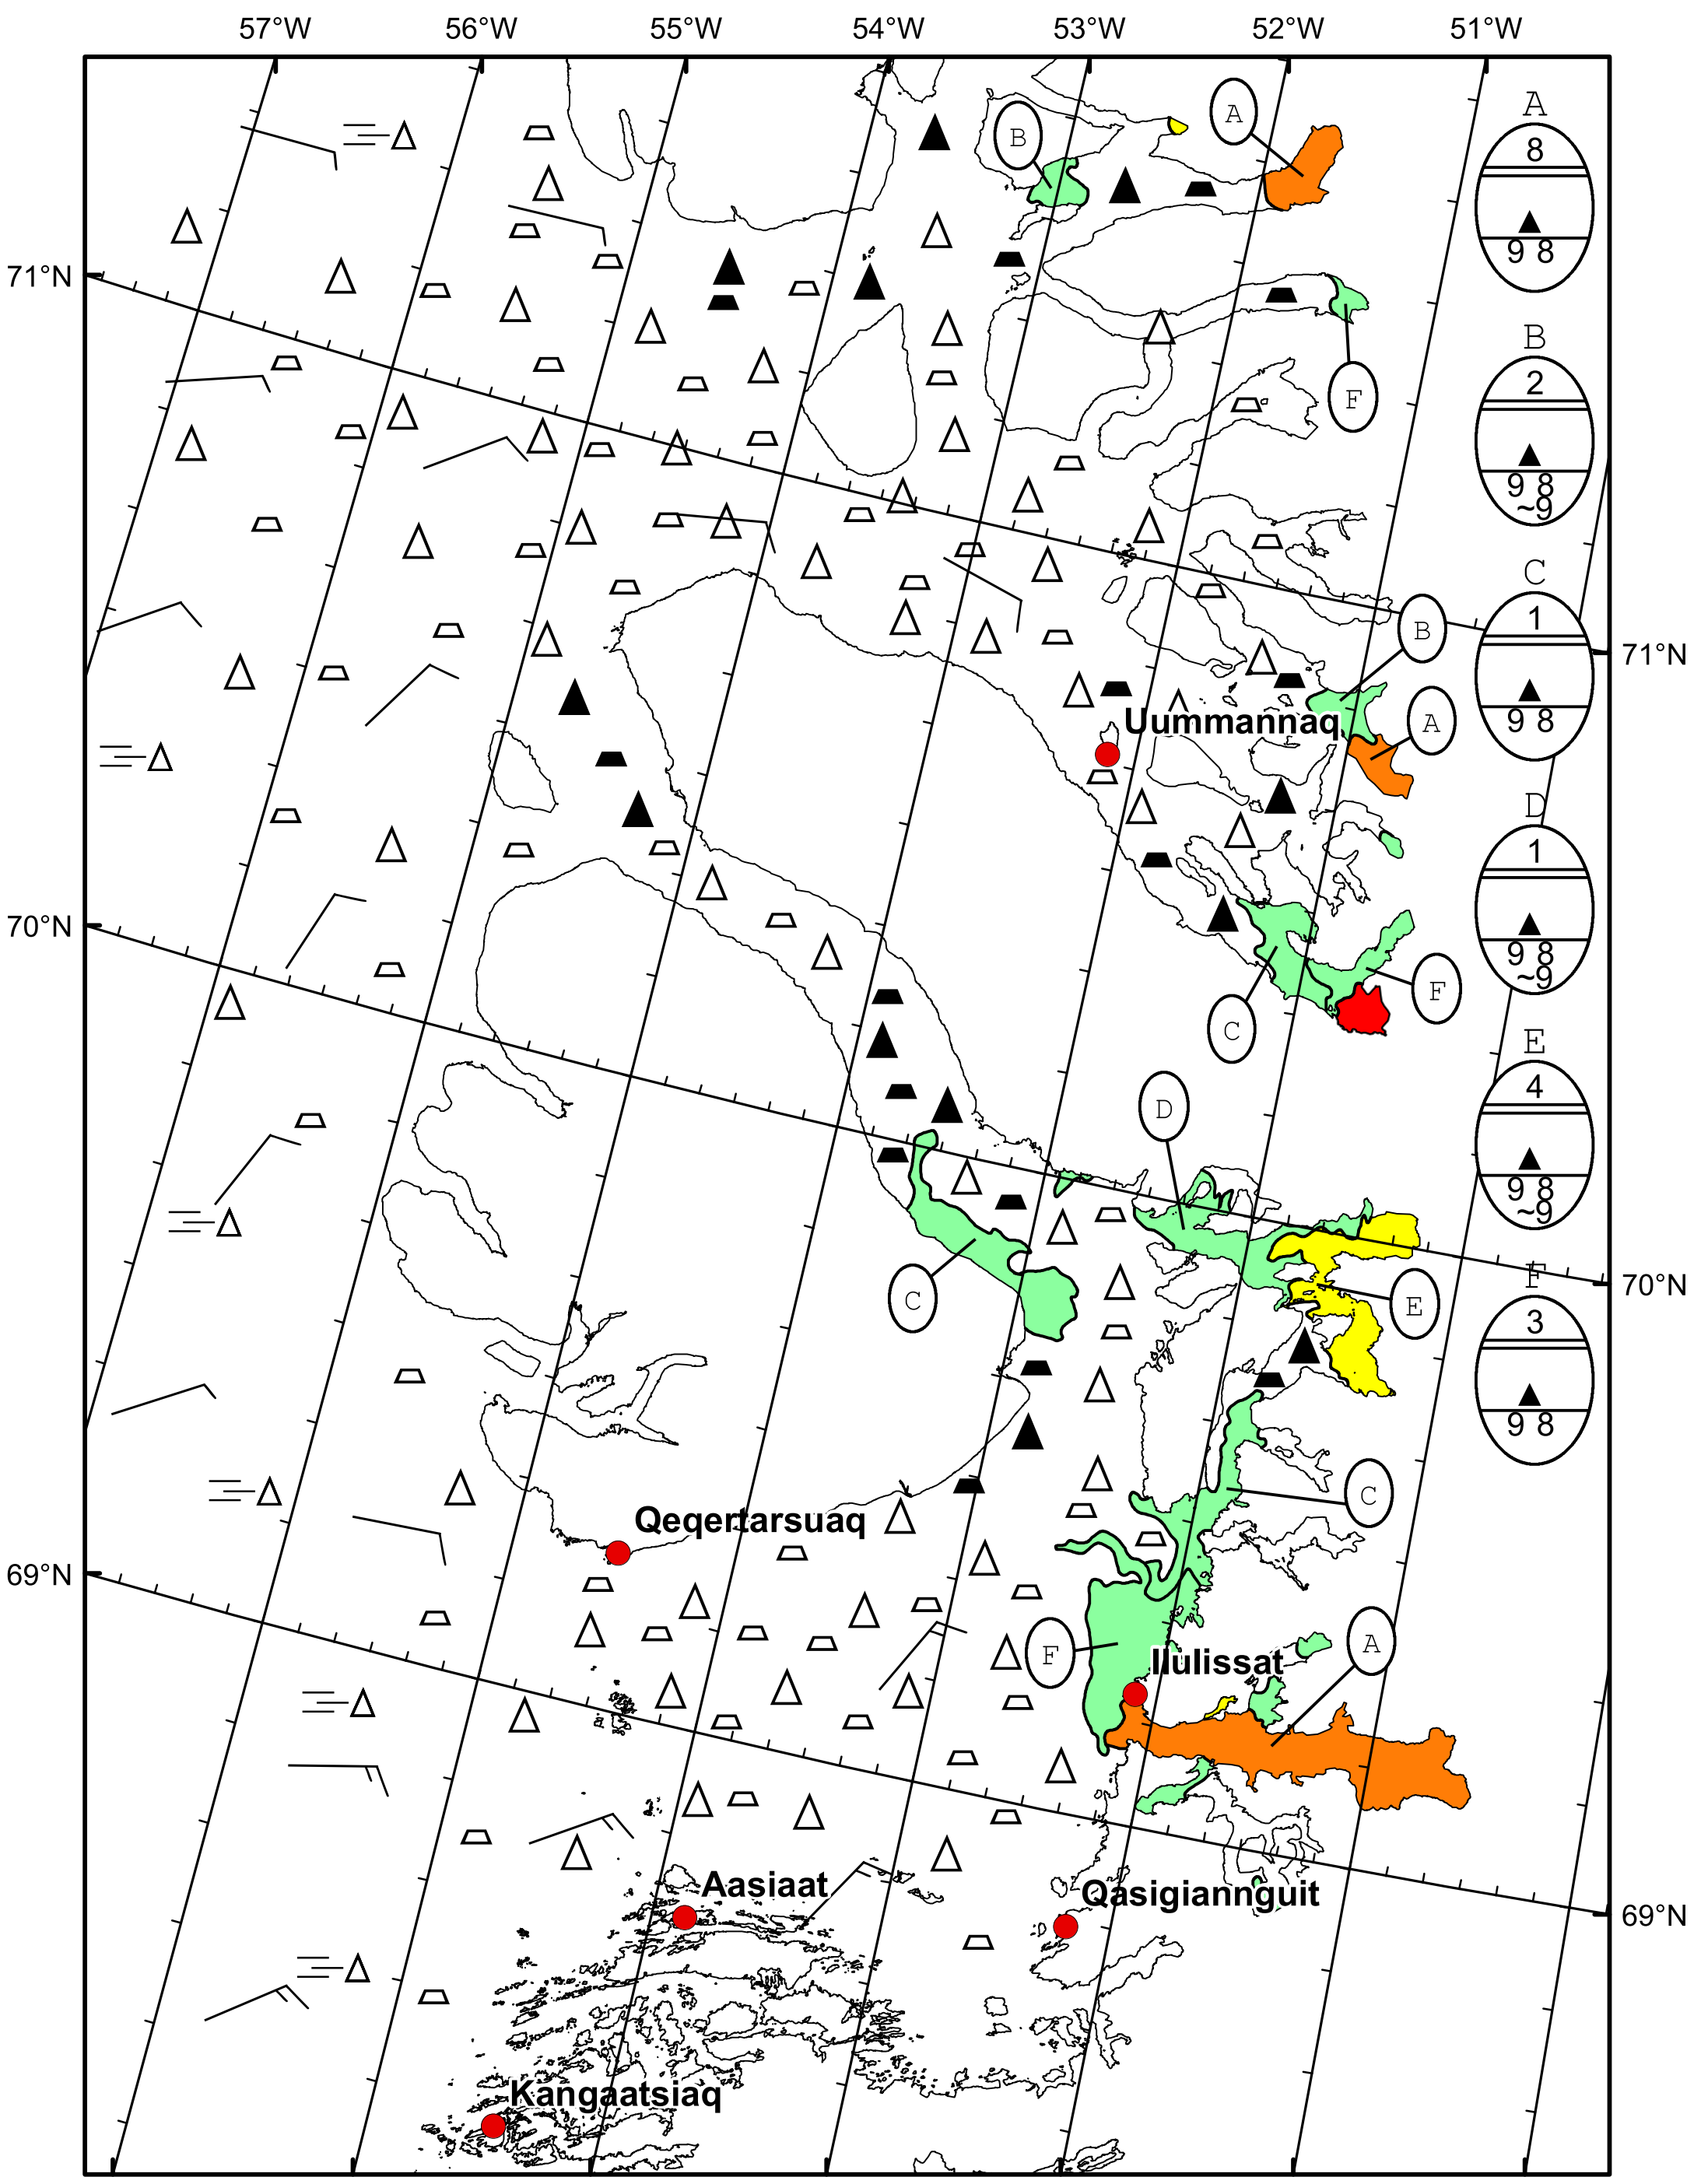 57°W 56°W 55°W 54°W 53°W 52°W 51°W
A
8
9 8
B
A
71°N
F
B
2
9 8
~9
C
1
9 8
B
71°N
A
Uummannaq
D
1
9 8
~9
70°N
F
C
E
4
9 8
~9
D
C
E
70°N
F
3
9 8
C
Qeqertarsuaq
69°N
F
A
Ilulissat
Aasiaat
Qasigiannguit
69°N
Kangaatsiaq